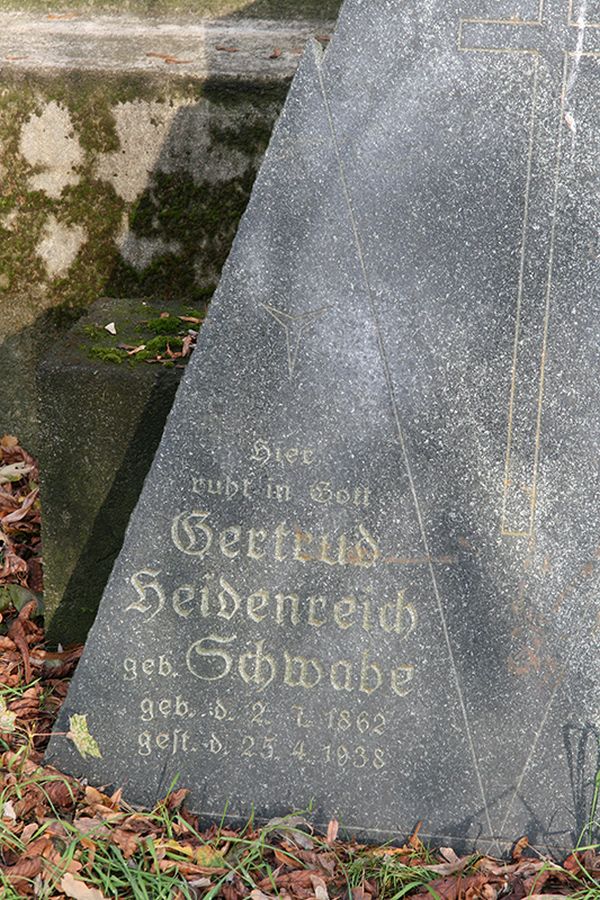 Hier
ruht in Gott
Gertrud
Heidenreich
geb. Schwabe
geb. d. 2. 7. 1862
gest. d. 25. 4. 1938